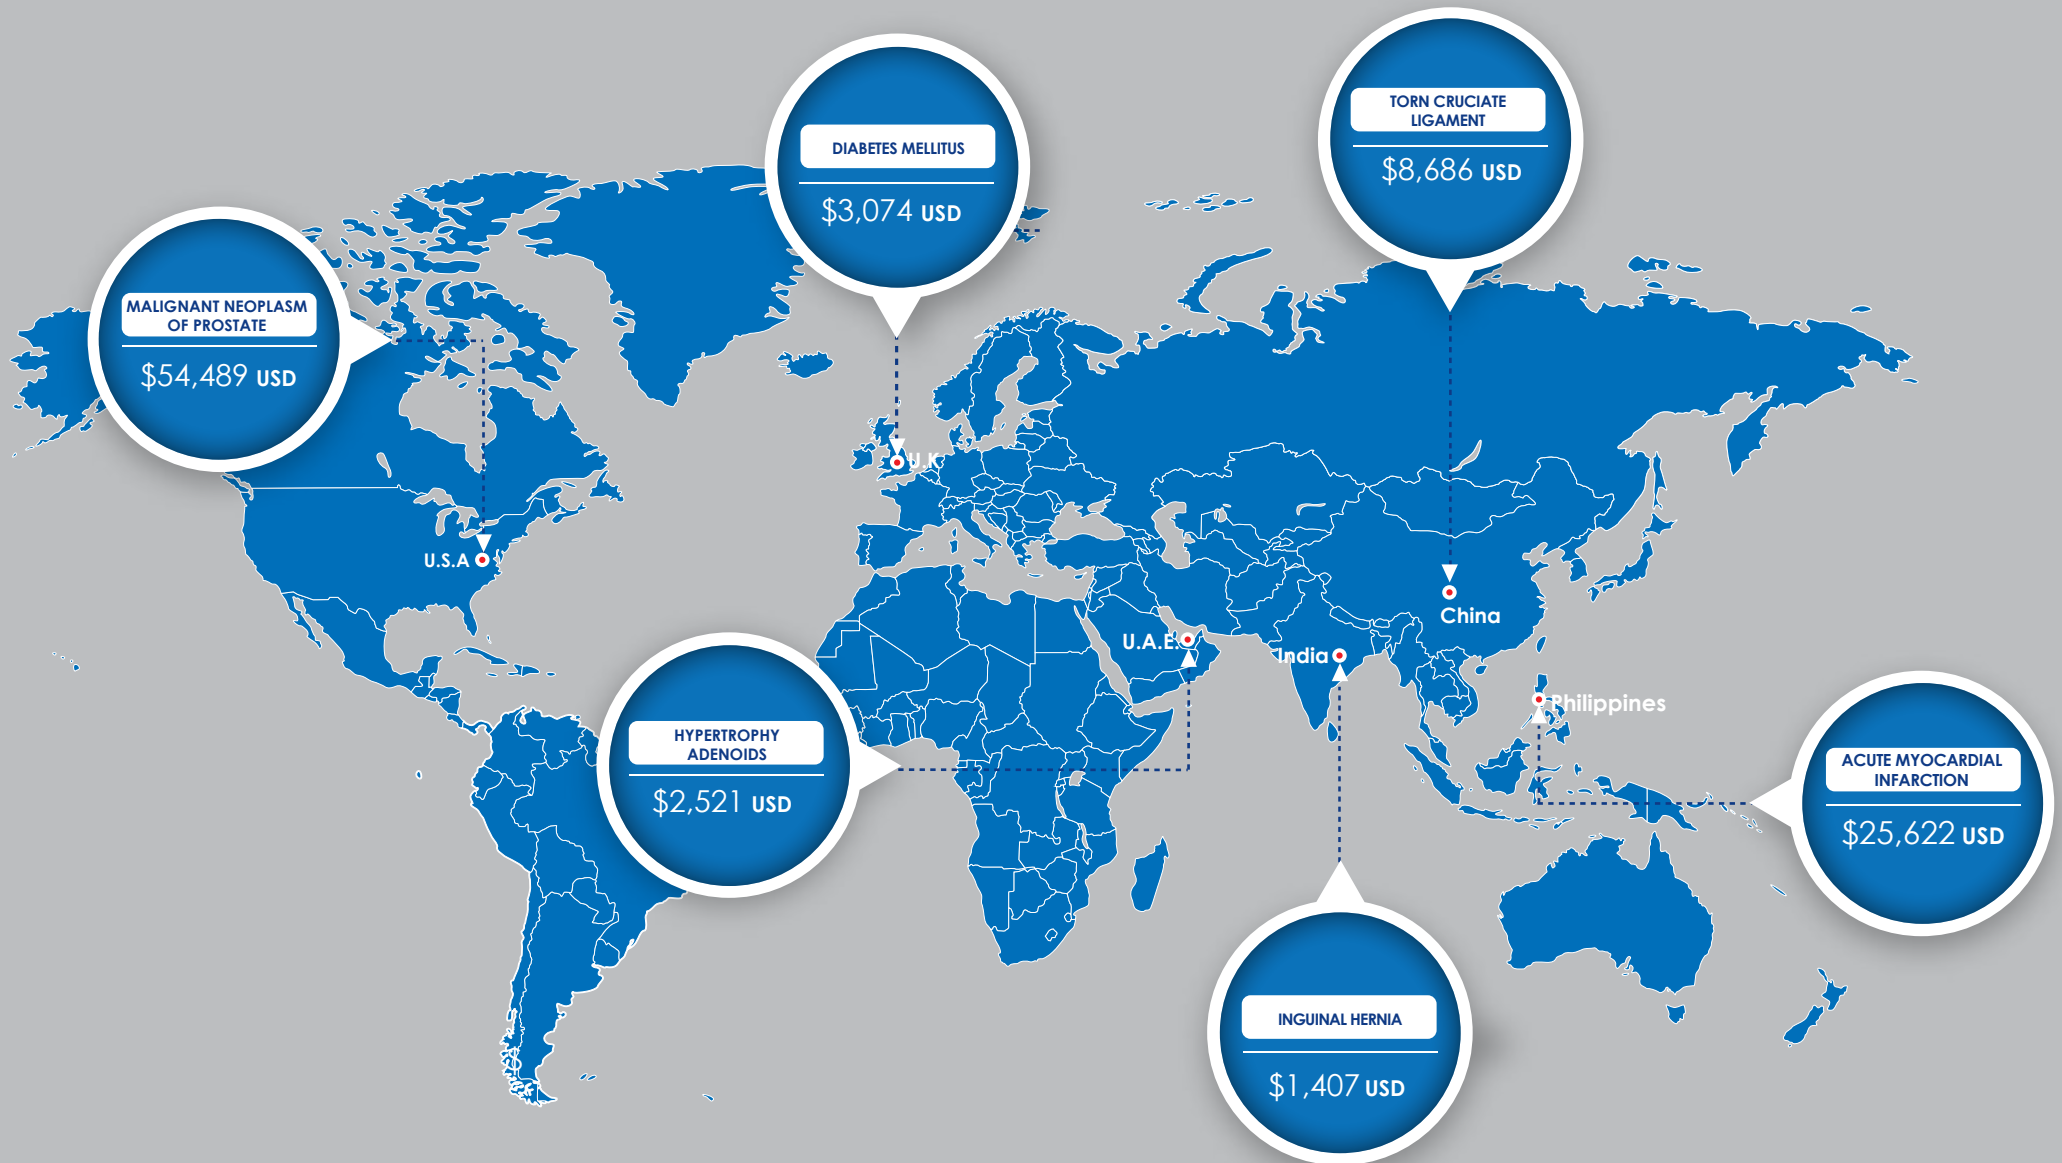 TORN CRUCIATE
LIGAMENT
$8,686 USD
DIABETES MELLITUS
$3,074 USD
MALIGNANT NEOPLASM
OF PROSTATE
$54,489 USD
U.K
U.S.A
China
U.A.E.
India
Philippines
HYPERTROPHY
ADENOIDS
$2,521 USD
ACUTE MYOCARDIAL
INFARCTION
$25,622 USD
INGUINAL HERNIA
$1,407 USD
$